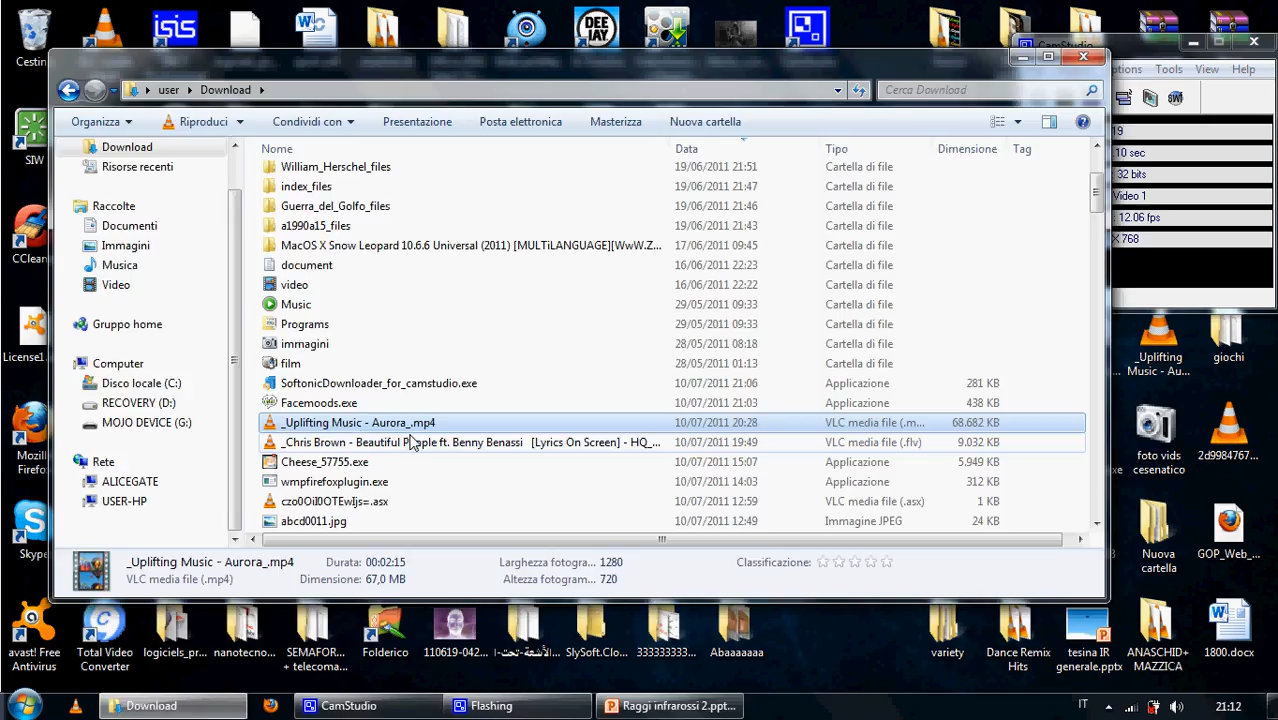 Cestino
SIW
CClean
License1.
Mozil
Firefo
Skype
isis
DEE
JAY
CamStudio
user Download
Cerca Download
Organizza Riproduci Condividi con Presentazione Posta elettronica Masterizza Nuova cartella
Download
Risorse recenti
Raccolte
Documenti
Immagini
Musica
Video
Gruppo home
Computer
Disco locale (C:)
RECOVERY (D:)
MOJO DEVICE (G:)
Rete
ALICEGATE
USER-HP
Nome Data Tipo Dimensione Tag
William_Herschel_files 19/06/2011 21:51 Cartella di file
index_files 19/06/2011 21:47 Cartella di file
Guerra_del_Golfo_files 19/06/2011 21:46 Cartella di file
a1990a15_files 19/06/2011 21:43 Cartella di file
MacOS X Snow Leopard 10.6.6 Universal (2011) [MULTiLANGUAGE][WwW.Z... 17/06/2011 09:45 Cartella di file
document 16/06/2011 22:23 Cartella di file
video 16/06/2011 22:22 Cartella di file
Music 29/05/2011 09:33 Cartella di file
Programs 29/05/2011 09:33 Cartella di file
immagini 28/05/2011 08:18 Cartella di file
film 28/05/2011 01:13 Cartella di file
SoftonicDownloader_for_camstudio.exe 10/07/2011 21:06 Applicazione 281 KB
Facemoods.exe 10/07/2011 21:03 Applicazione 438 KB
_Uplifting Music - Aurora_.mp4 10/07/2011 20:28 VLC media file (.m... 68.682 KB
_Chris Brown - Beautiful People ft. Benny Benassi [Lyrics On Screen] - HQ_... 10/07/2011 19:49 VLC media file (.flv) 9.032 KB
Cheese_57755.exe 10/07/2011 15:07 Applicazione 5.949 KB
wmpfirefoxplugin.exe 10/07/2011 14:03 Applicazione 312 KB
10/07/2011 12:59 VLC media file (.asx) 1 KB
abcd0011.jpg 10/07/2011 12:49 Immagine JPEG 24 KB
_Uplifting Music - Aurora_.mp4 Durata: 00:02:15 Larghezza fotogra... 1280 Classificazione:
VLC media file (.mp4) Dimensione: 67,0 MB Altezza fotogram... 720
ptions Tools View Help
19
10 sec
32 bits
Video 1
12.06 fps
X 768
_Uplifting
Music - Au...
giochi
foto vids
cesenatico
2d9984767...
Nuova
cartella
GOP_Web_...
avast! Free
Antivirus
Total Video
Converter
logiciels_pr...
nanotecno...
SEMAFOR...
+ telecoma...
Folderico
110619-042...
SlySoft.Clo...
33333333...
Abaaaaaa
variety
Dance Remix
Hits
tesina IR
generale.pptx
ANASCHID+
MAZZICA
1800.docx
Download CamStudio Flashing Raggi infrarossi 2.ppt... IT 21:12